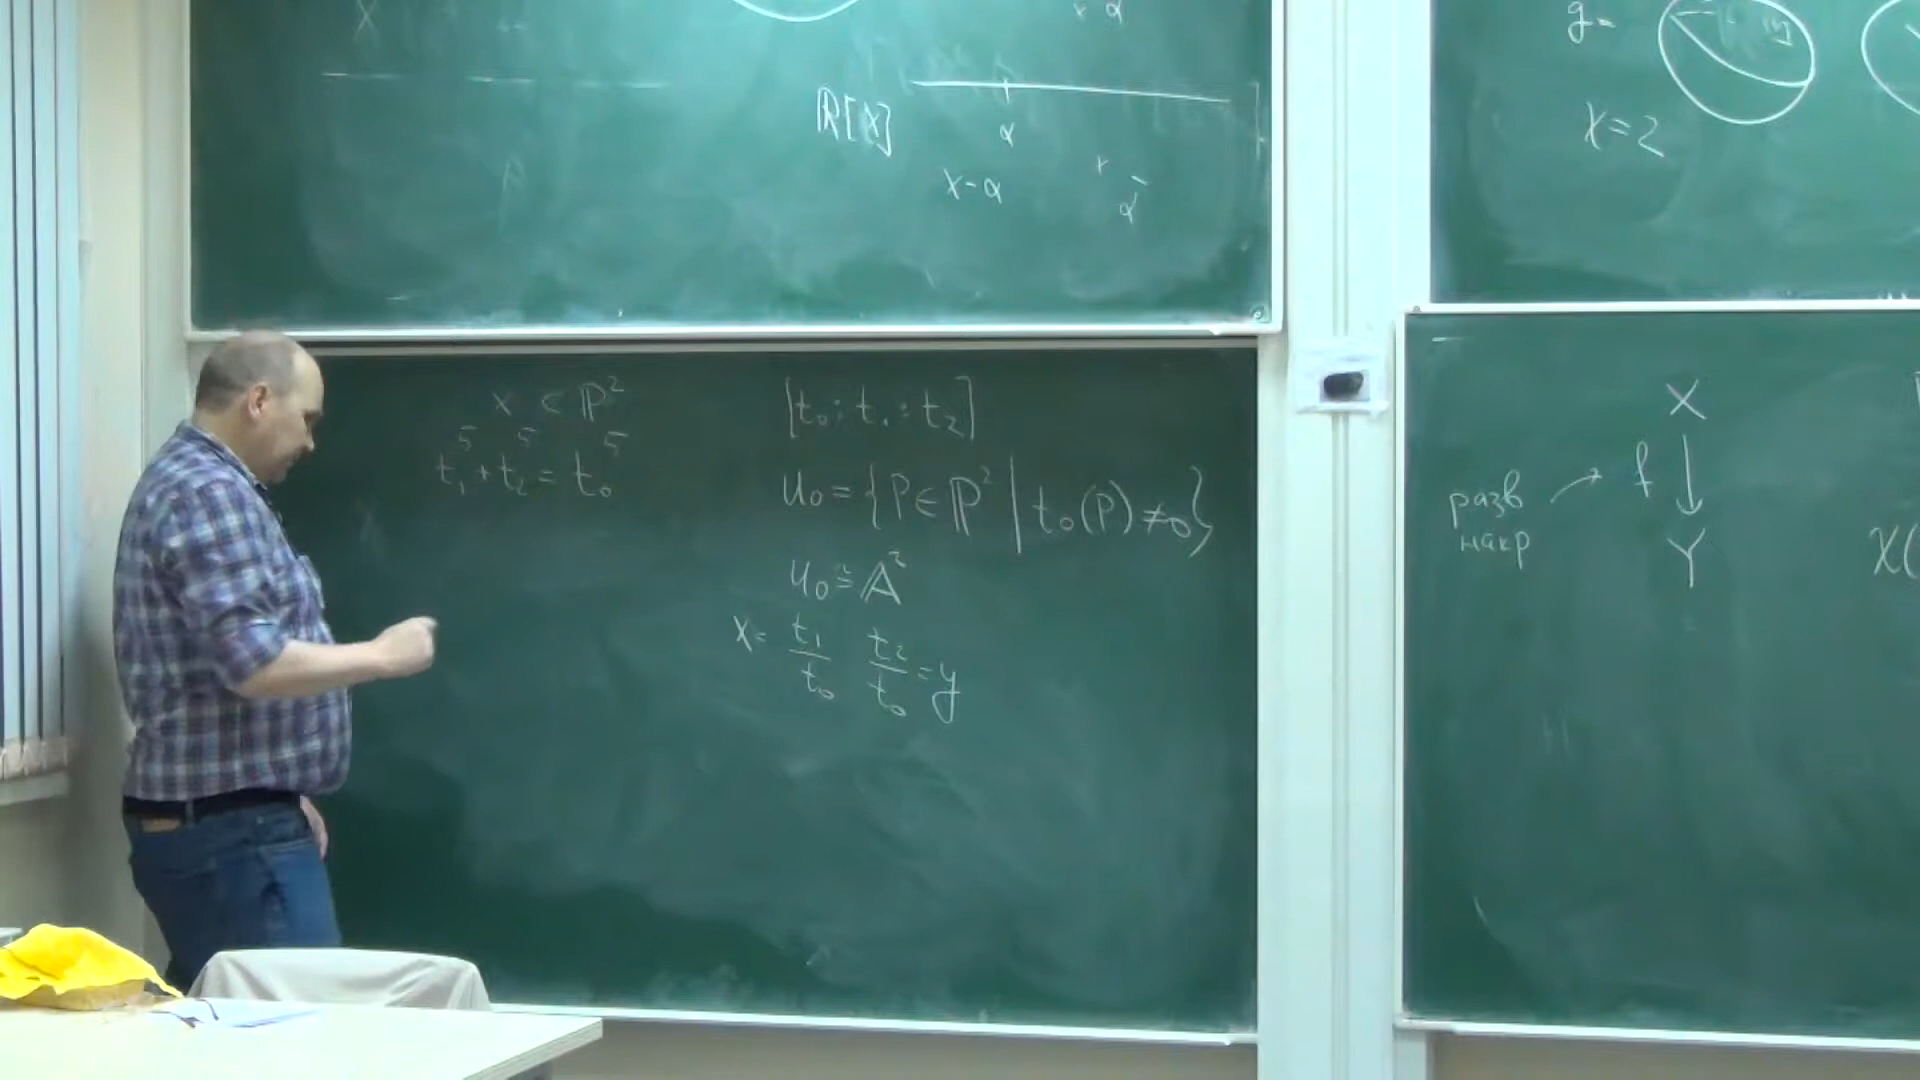 X
x α
ℝ[X]
α
x-α
+ -
α
g=
χ=2
X ⊂ ℙ²
t₁⁵ + t₂⁵ = t₀⁵
[t₀ : t₁ : t₂]
U₀ = {P ∈ ℙ² | t₀(P) ≠ 0}
U₀ ≅ 𝔸²
x = t₁/t₀ t₂/t₀ = y
X
разв
накр
f
Y
χ(